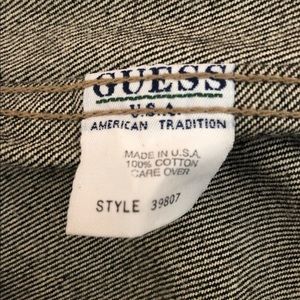 GUESS
U.S.A.
AMERICAN TRADITION
MADE IN U.S.A.
100% COTTON
CARE OVER
STYLE 39807